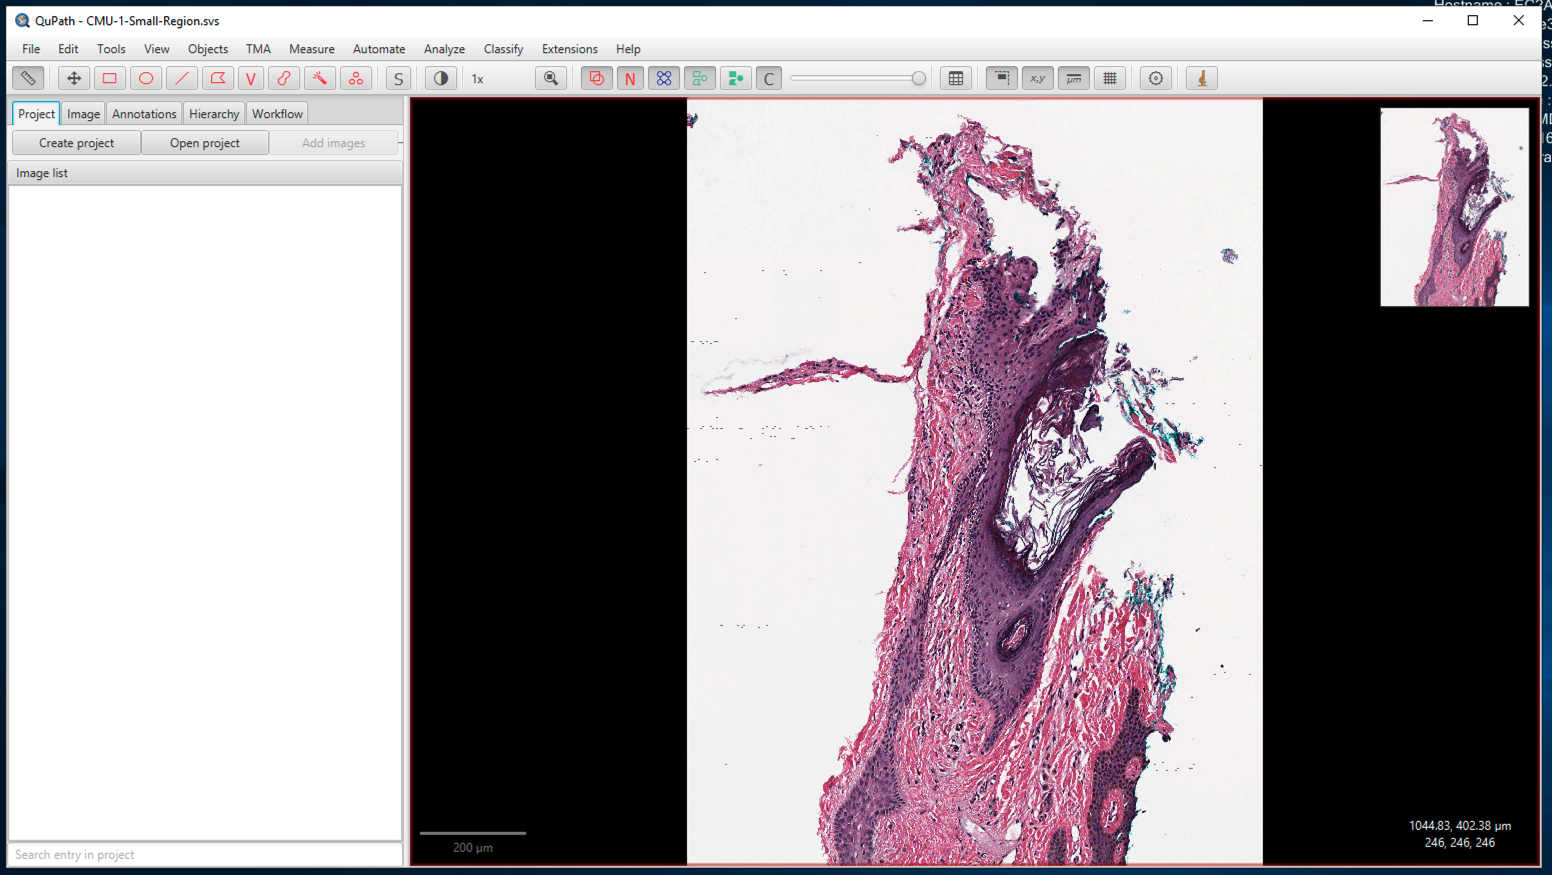 QuPath - CMU-1-Small-Region.svs
File Edit Tools View Objects TMA Measure Automate Analyze Classify Extensions Help
S 1x N C x,y µm
Project Image Annotations Hierarchy Workflow
Create project Open project Add images
Image list
Search entry in project
200 µm
1044.83, 402.38 µm
246, 246, 246